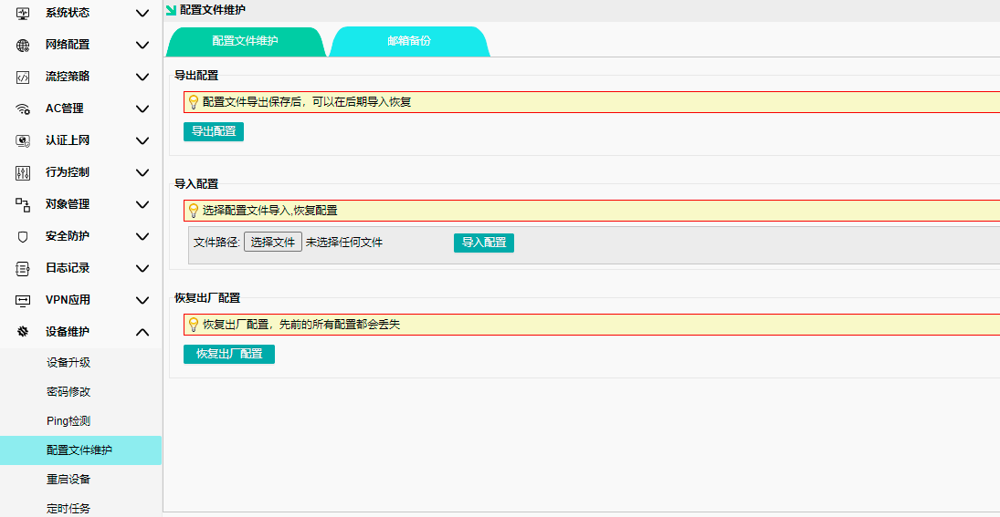 系统状态
网络配置
流控策略
AC管理
认证上网
行为控制
对象管理
安全防护
日志记录
VPN应用
设备维护
设备升级
密码修改
Ping检测
配置文件维护
重启设备
定时任务
配置文件维护
配置文件维护 邮箱备份
导出配置
配置文件导出保存后，可以在后期导入恢复
导出配置
导入配置
选择配置文件导入,恢复配置
文件路径: 选择文件 未选择任何文件 导入配置
恢复出厂配置
恢复出厂配置，先前的所有配置都会丢失
恢复出厂配置